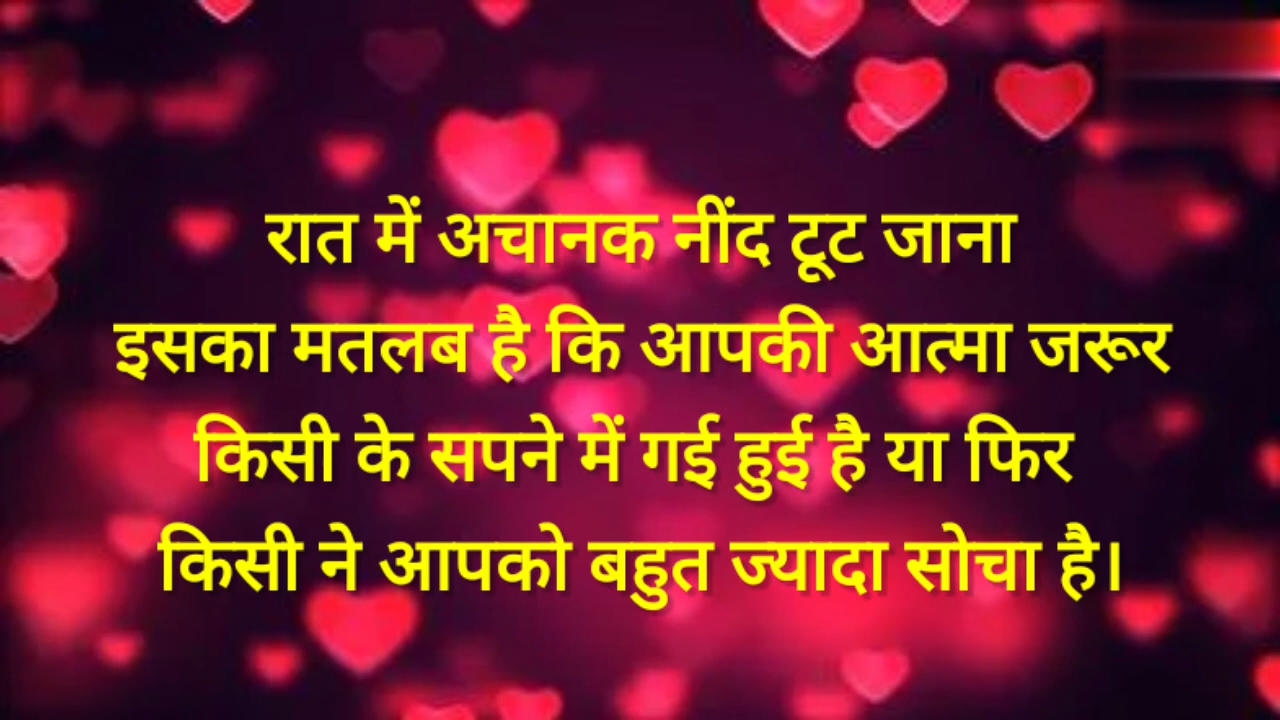 रात में अचानक नींद टूट जाना
इसका मतलब है कि आपकी आत्मा जरूर
किसी के सपने में गई हुई है या फिर
किसी ने आपको बहुत ज्यादा सोचा है।